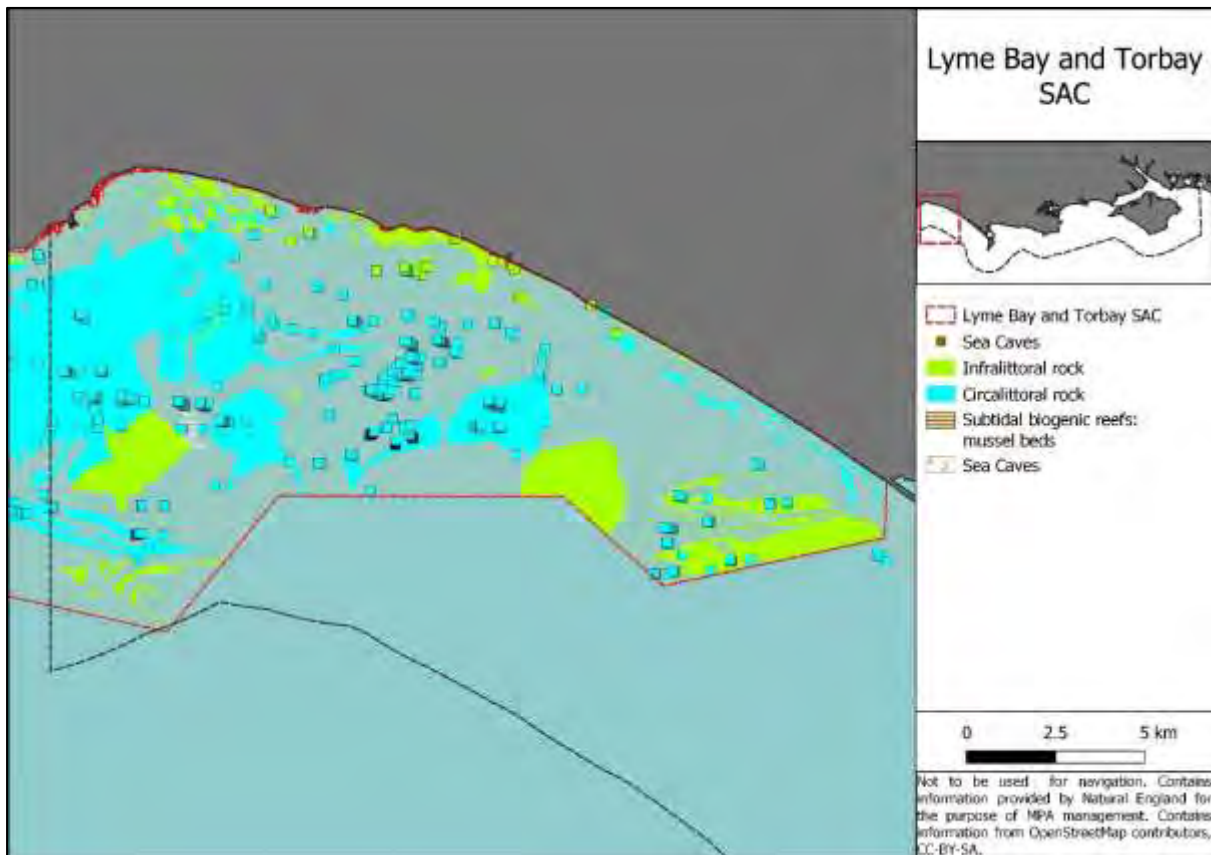 Lyme Bay and Torbay
SAC
Lyme Bay and Torbay SAC
Sea Caves
Infralittoral rock
Circalittoral rock
Subtidal biogenic reefs:
mussel beds
Sea Caves
0 2.5 5 km
Not to be used for navigation. Contains
information provided by Natural England for
the purpose of MPA management. Contains
information from OpenStreetMap contributors,
CC-BY-SA.